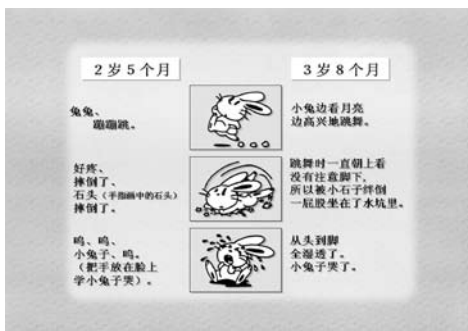 2岁5个月
兔兔、
蹦蹦跳。
好疼、
摔倒了、
石头（手指画中的石头）
摔倒了。
呜、呜、
小兔子、呜。
（把手放在脸上
学小兔子哭）。
3岁8个月
小兔边看月亮
边高兴地跳舞。
跳舞时一直朝上看
没有注意脚下，
所以被小石子绊倒
一屁股坐在了水坑里。
从头到脚
全湿透了。
小兔子哭了。